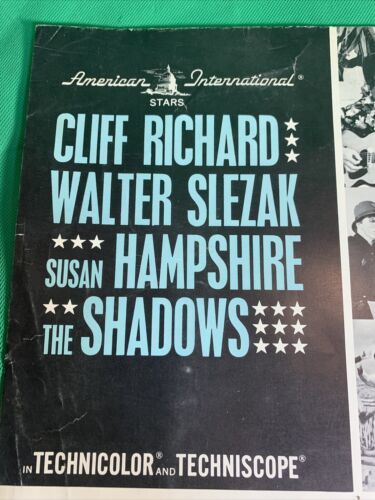 American International®
STARS
CLIFF RICHARD
WALTER SLEZAK
SUSAN HAMPSHIRE
THE SHADOWS
IN TECHNICOLOR® AND TECHNISCOPE®